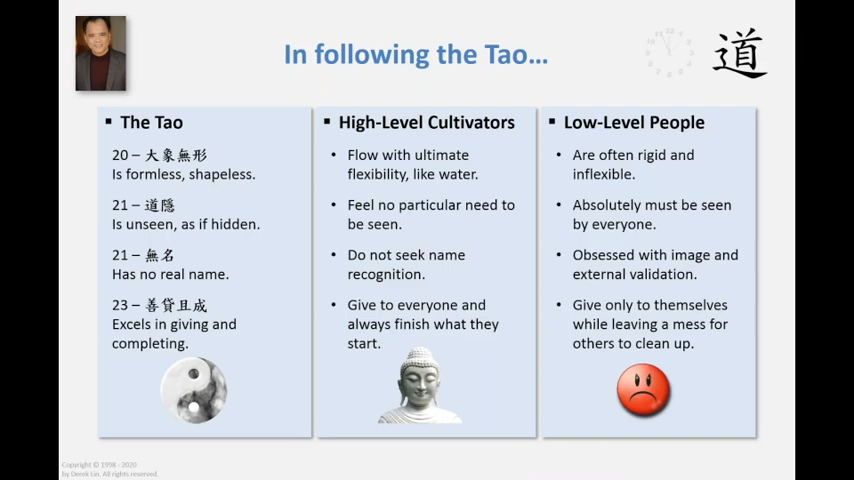 In following the Tao...
道
The Tao
20 – 大象無形
Is formless, shapeless.
21 – 道隱
Is unseen, as if hidden.
21 – 無名
Has no real name.
23 – 善貸且成
Excels in giving and
completing.
High-Level Cultivators
Flow with ultimate
flexibility, like water.
Feel no particular need to
be seen.
Do not seek name
recognition.
Give to everyone and
always finish what they
start.
Low-Level People
Are often rigid and
inflexible.
Absolutely must be seen
by everyone.
Obsessed with image and
external validation.
Give only to themselves
while leaving a mess for
others to clean up.
Copyright © 1998 - 2020
by Derek Lin. All rights reserved.